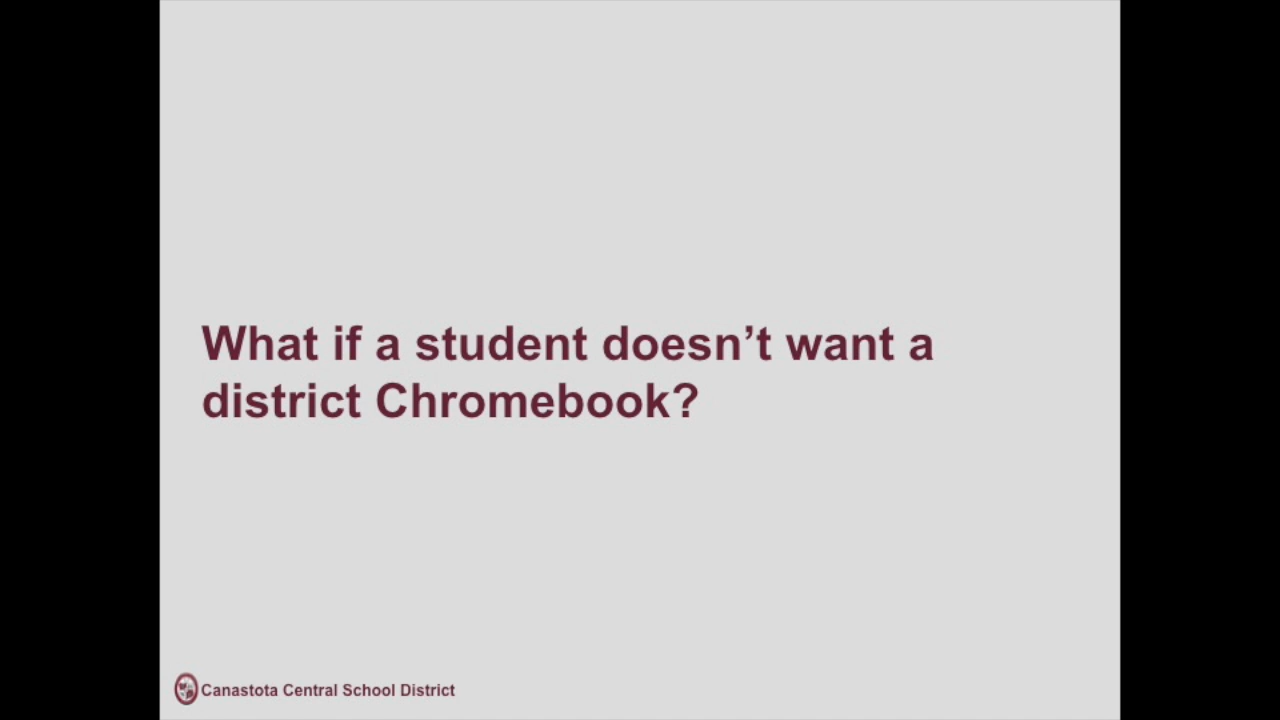 What if a student doesn’t want a
district Chromebook?
Canastota Central School District